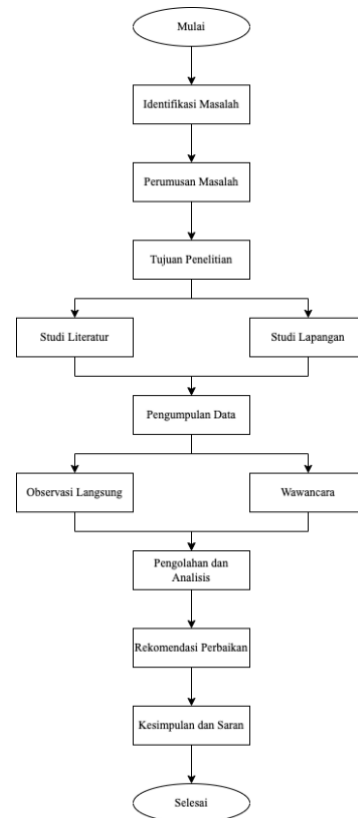 Mulai
Identifikasi Masalah
Perumusan Masalah
Tujuan Penelitian
Studi Literatur
Studi Lapangan
Pengumpulan Data
Observasi Langsung
Wawancara
Pengolahan dan
Analisis
Rekomendasi Perbaikan
Kesimpulan dan Saran
Selesai